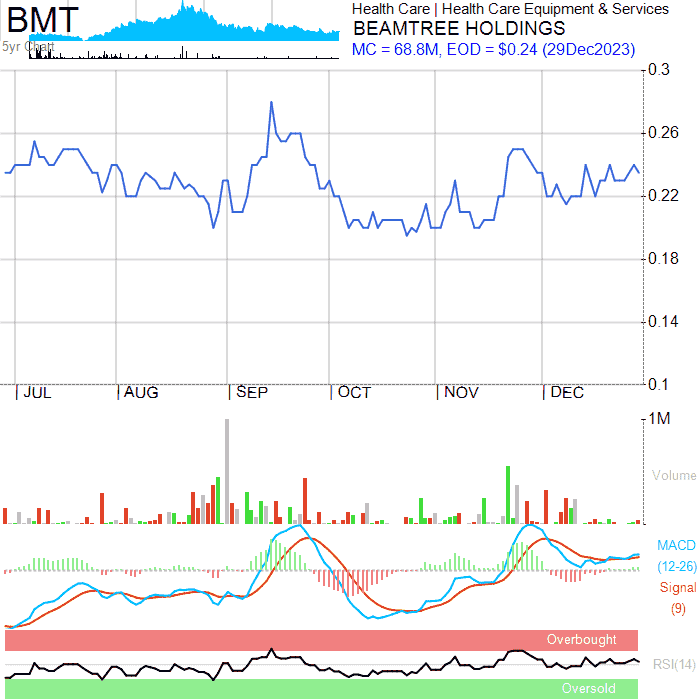 BMT
Health Care | Health Care Equipment & Services
BEAMTREE HOLDINGS
MC = 68.8M, EOD = $0.24 (29Dec2023)
5yr Chart
0.3
0.26
0.22
0.18
0.14
0.1
JUL AUG SEP OCT NOV DEC
1M
Volume
MACD
(12-26)
Signal
(9)
Overbought
RSI(14)
Oversold